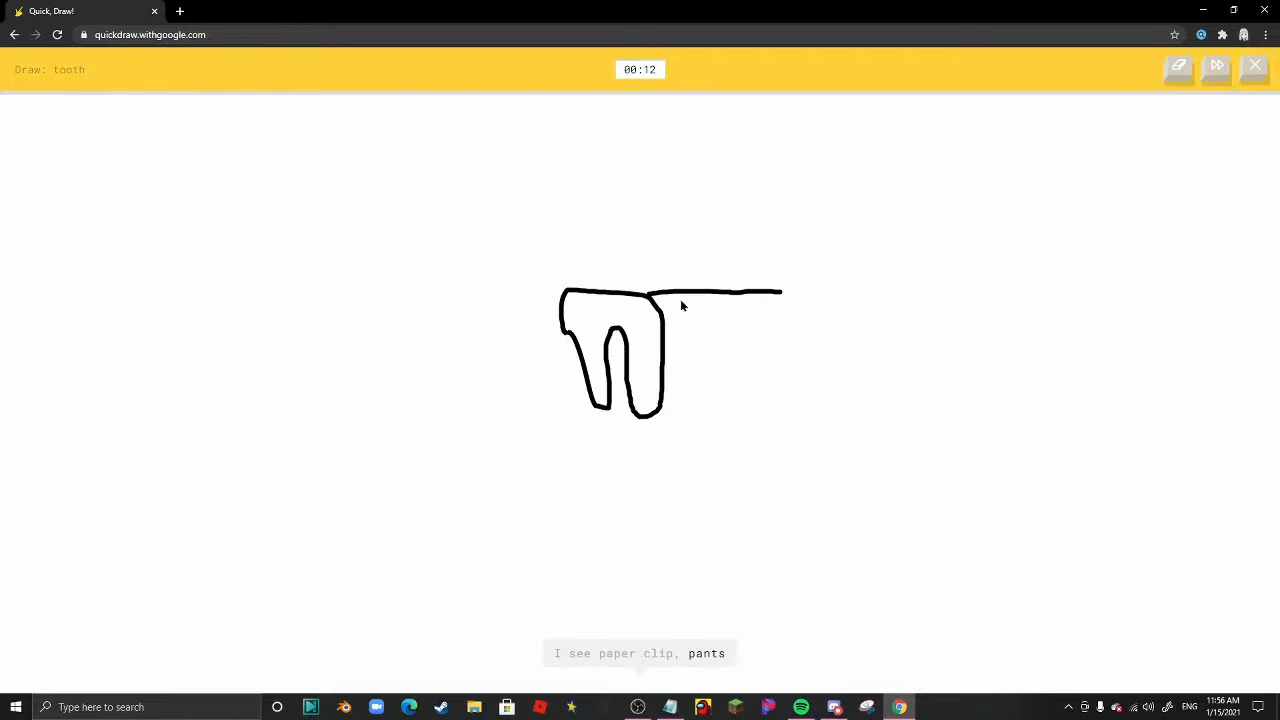 Quick, Draw!
quickdraw.withgoogle.com
Draw: tooth
00:12
I see paper clip, pants
Type here to search
11:56 AM
1/15/2021